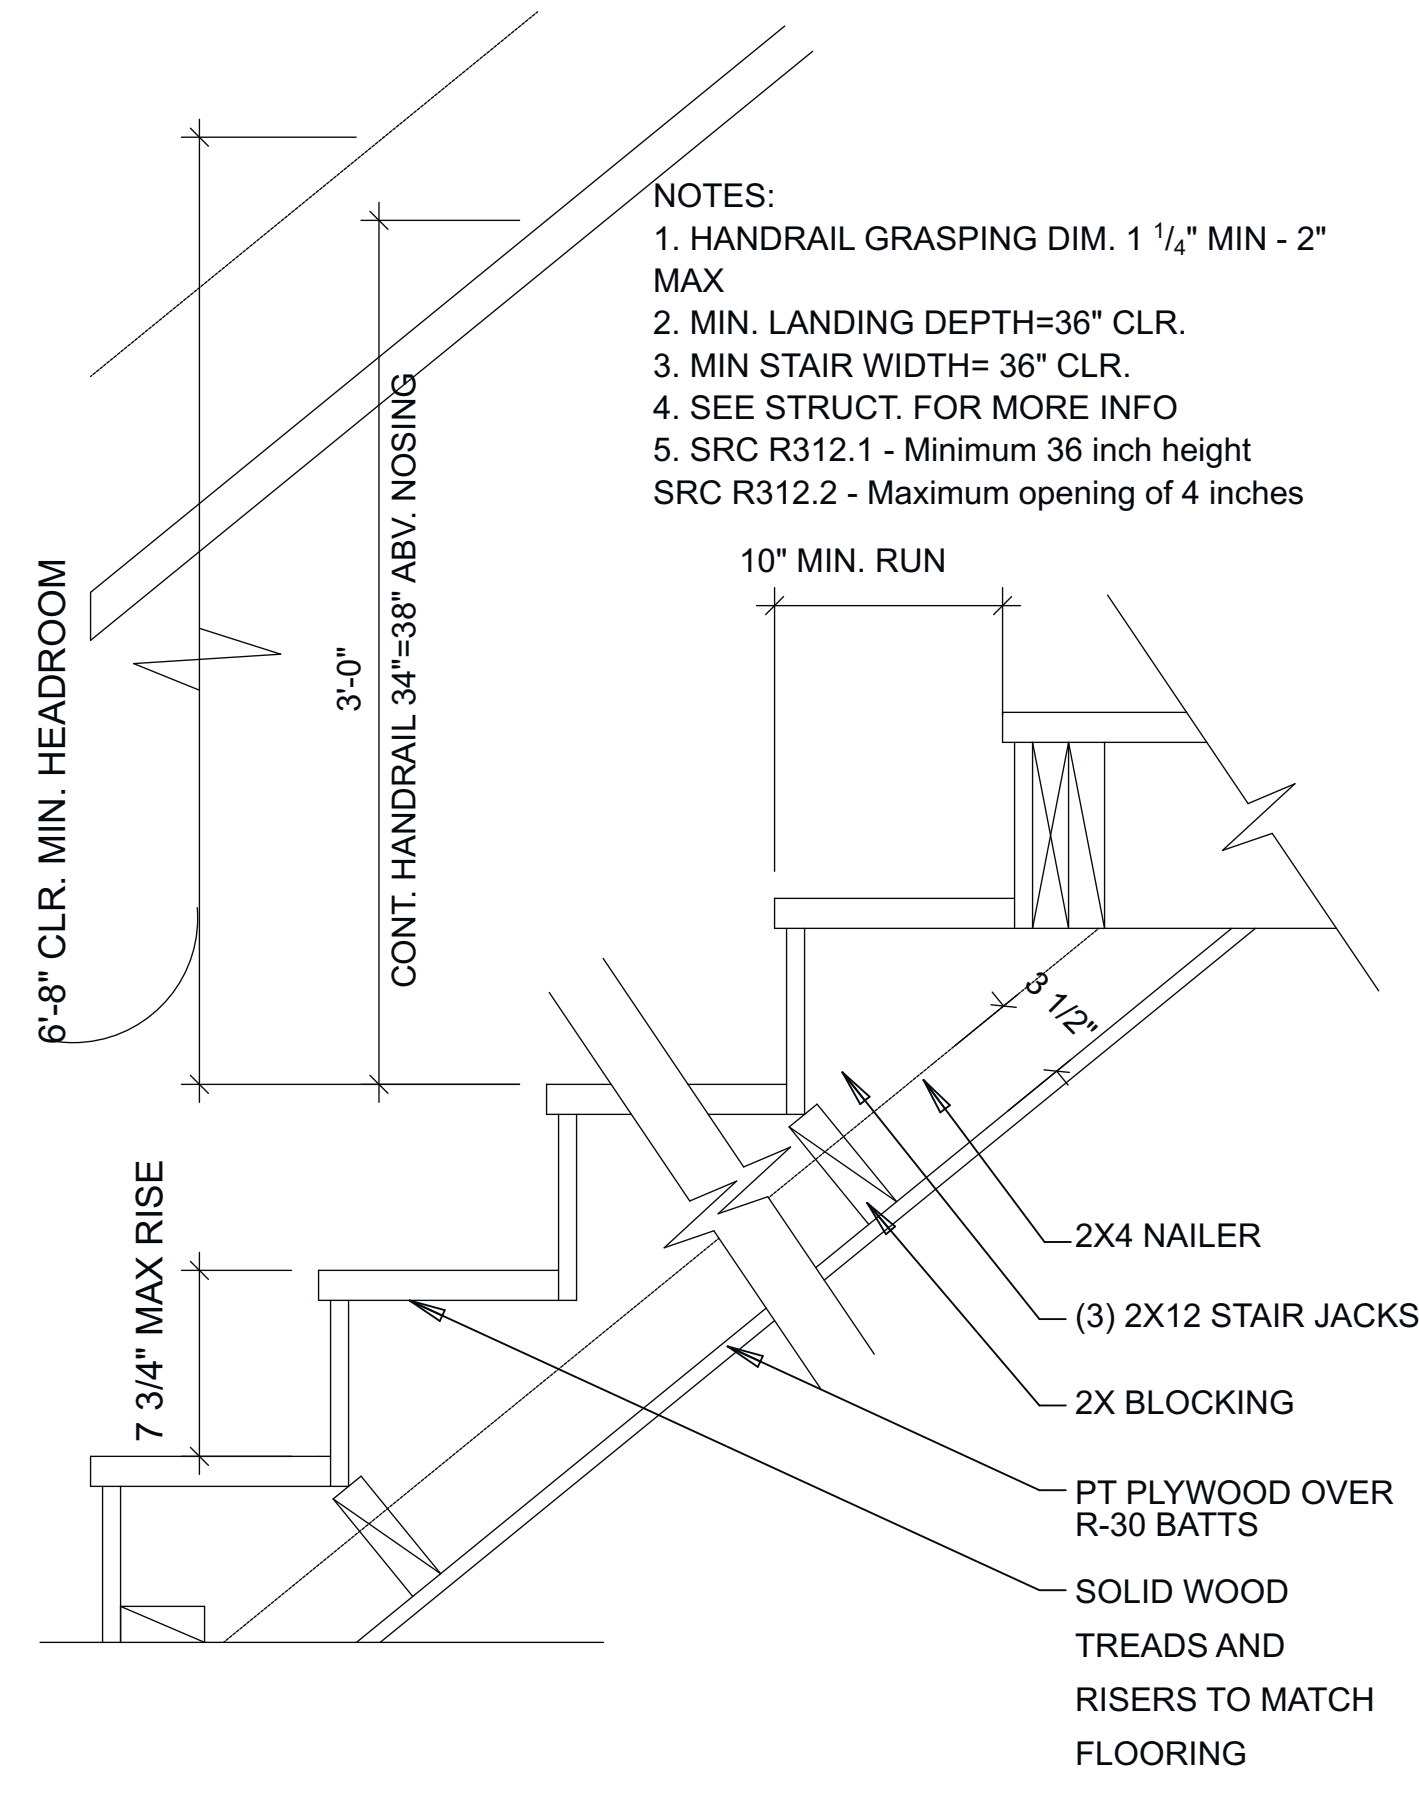 NOTES:
1. HANDRAIL GRASPING DIM. 1 1/4" MIN - 2"
MAX
2. MIN. LANDING DEPTH=36" CLR.
3. MIN STAIR WIDTH= 36" CLR.
4. SEE STRUCT. FOR MORE INFO
5. SRC R312.1 - Minimum 36 inch height
SRC R312.2 - Maximum opening of 4 inches
10" MIN. RUN
6'-8" CLR. MIN. HEADROOM
3'-0"
CONT. HANDRAIL 34"=38" ABV. NOSING
3 1/2"
7 3/4" MAX RISE
2X4 NAILER
(3) 2X12 STAIR JACKS
2X BLOCKING
PT PLYWOOD OVER
R-30 BATTS
SOLID WOOD
TREADS AND
RISERS TO MATCH
FLOORING